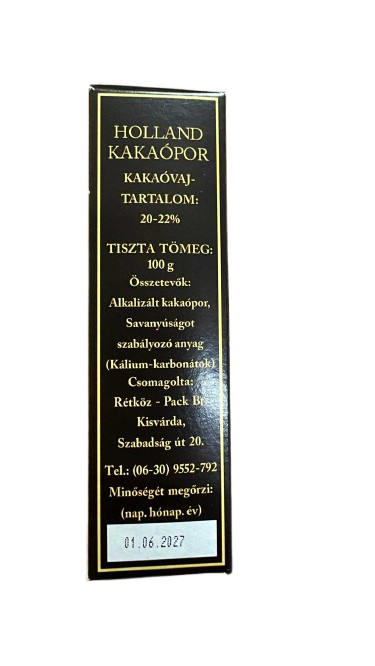 HOLLAND
KAKAÓPOR
KAKAÓVAJ-
TARTALOM:
20-22%
TISZTA TÖMEG:
100 g
Összetevők:
Alkalizált kakaópor,
Savanyúságot
szabályozó anyag
(Kálium-karbonátok)
Csomagolta:
Rétköz - Pack
Kisvárda,
Szabadság út 20.
Tel.: (06-30) 9552-792
Minőségét megőrzi:
(nap. hónap. év)
01.06.2027